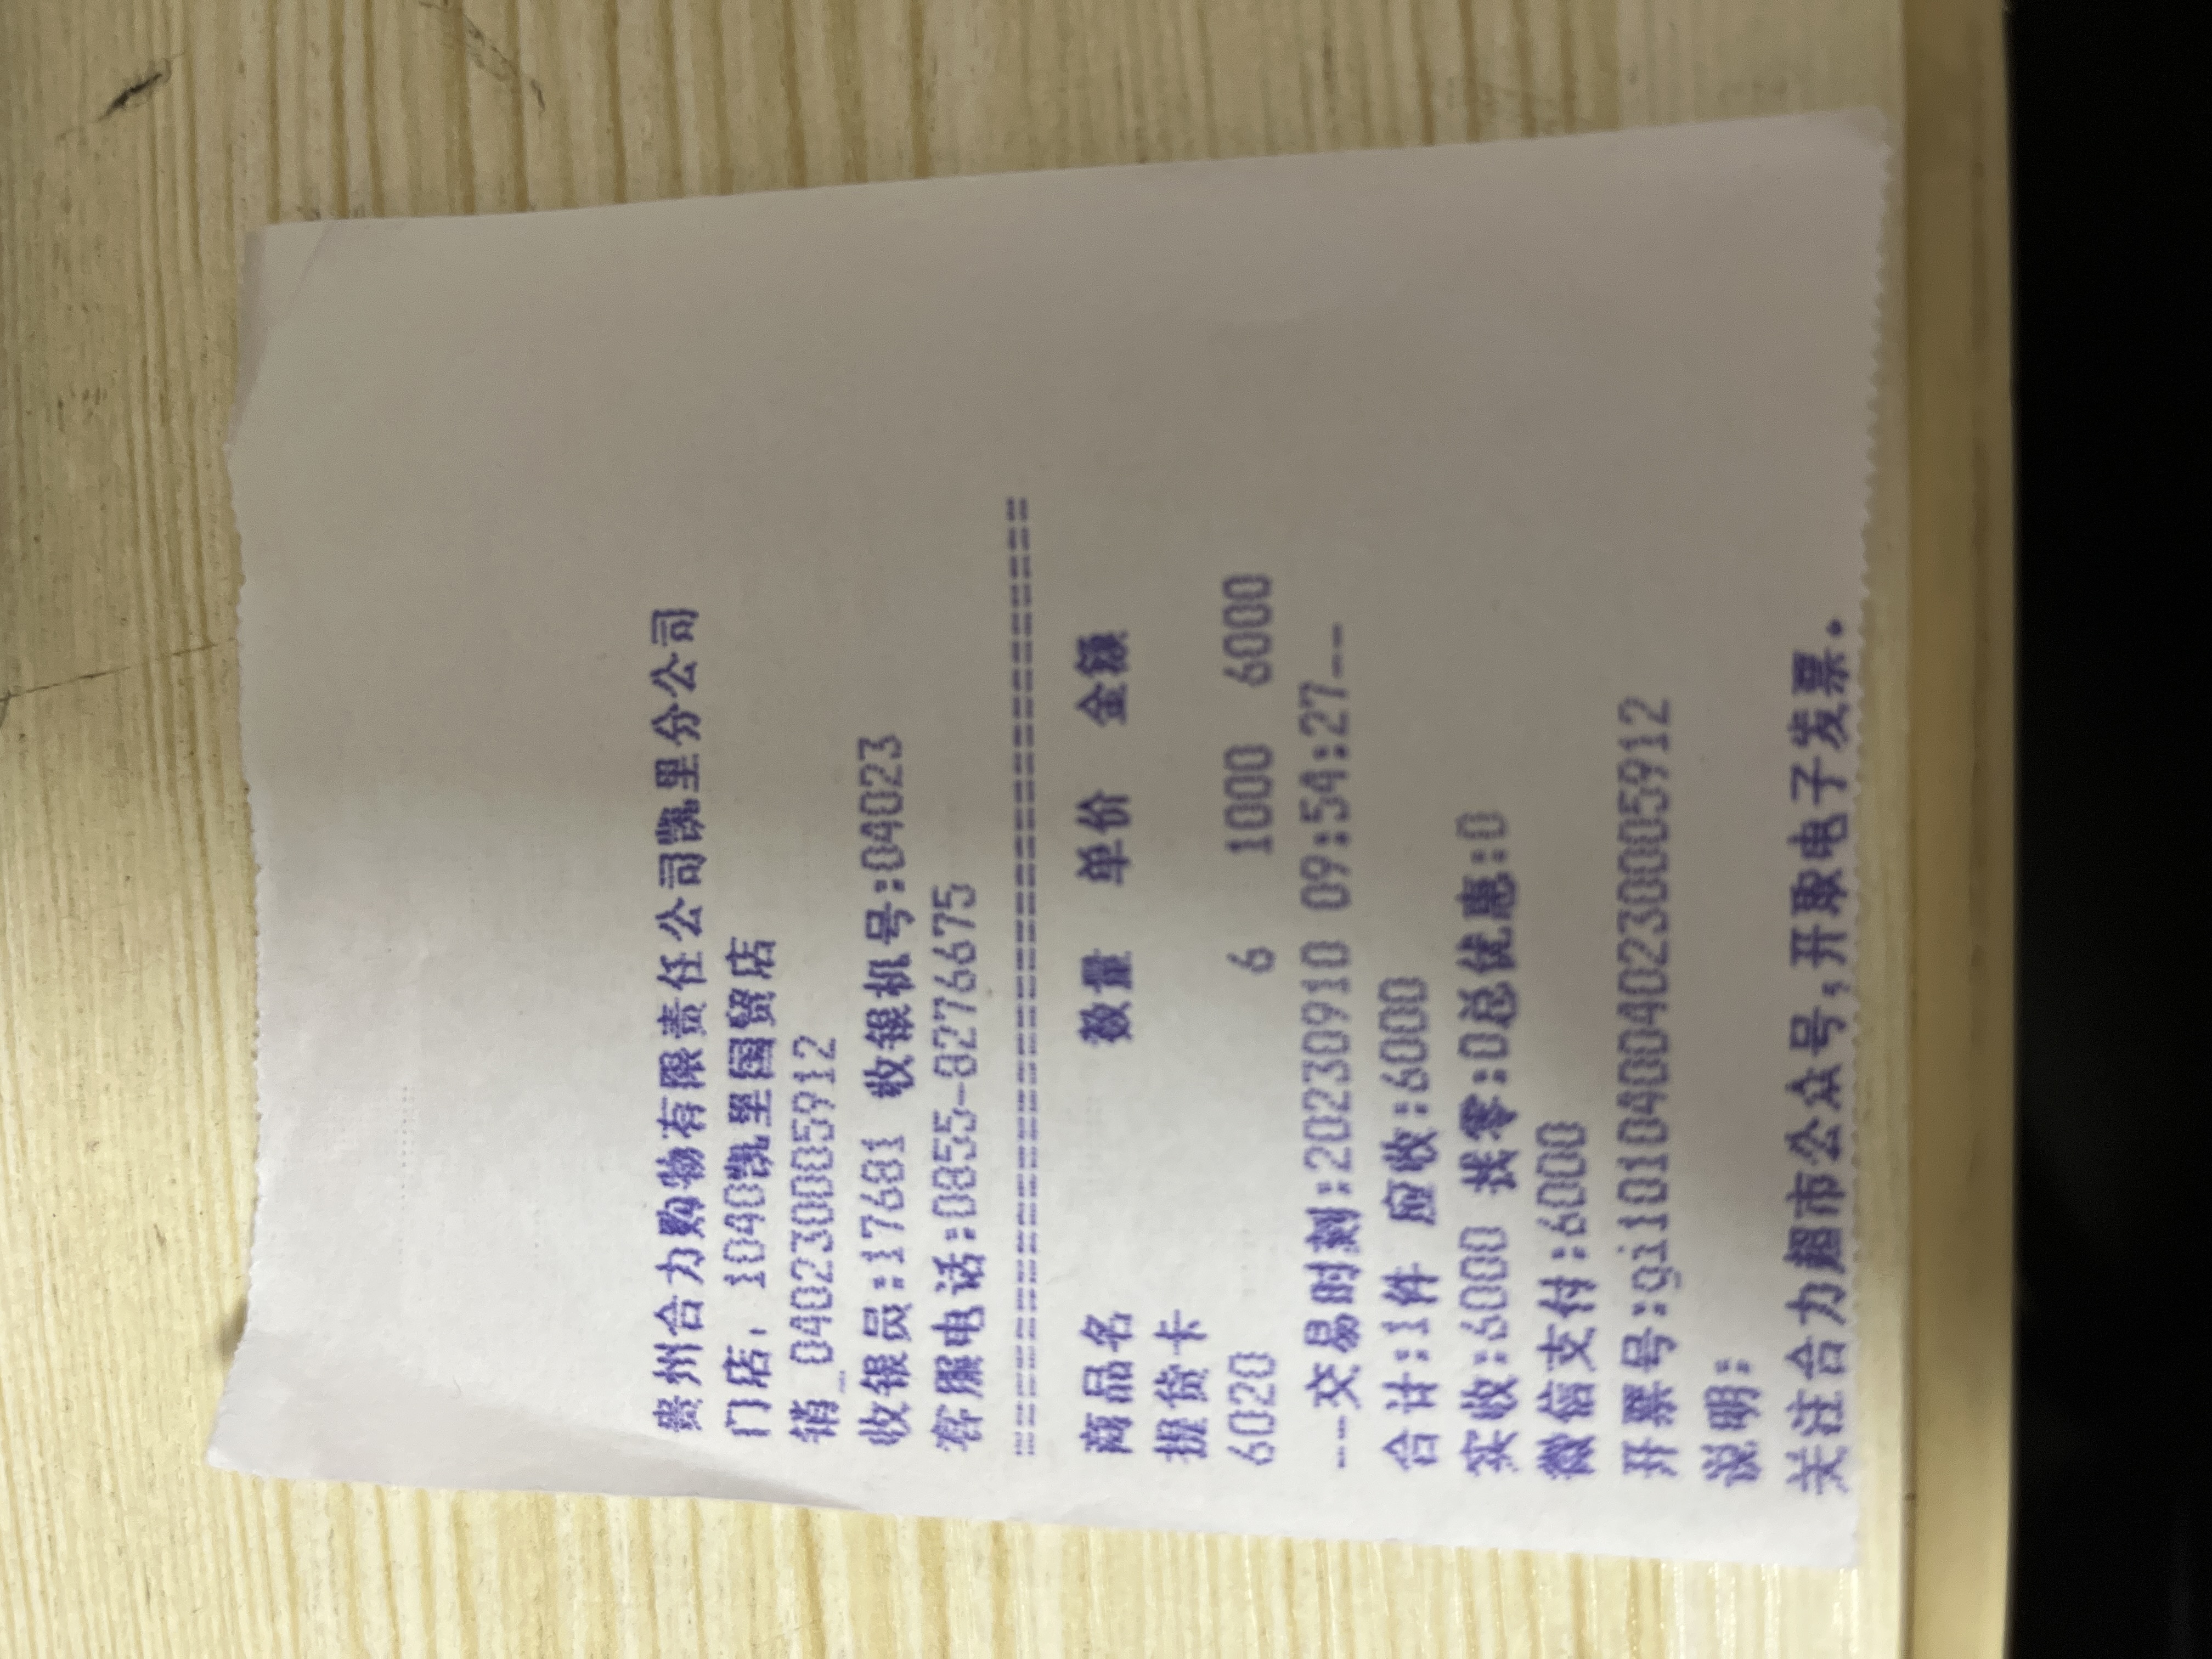 贵州合力购物有限责任公司凯里分公司
门店: 1040凯里国贸店
销_040230005912
收银员:17681 收银机号:04023
客服电话:0855-8276675
========================================
商品名 数量 单价 金额
提货卡
6020 6 1000 6000
---交易时刻:20230910 09:54:27--
合计:1件 应收:6000
实收:6000 找零:0总优惠:0
微信支付:6000
开票号:gi101040040230005912
说明:
关注合力超市公众号,开取电子发票。